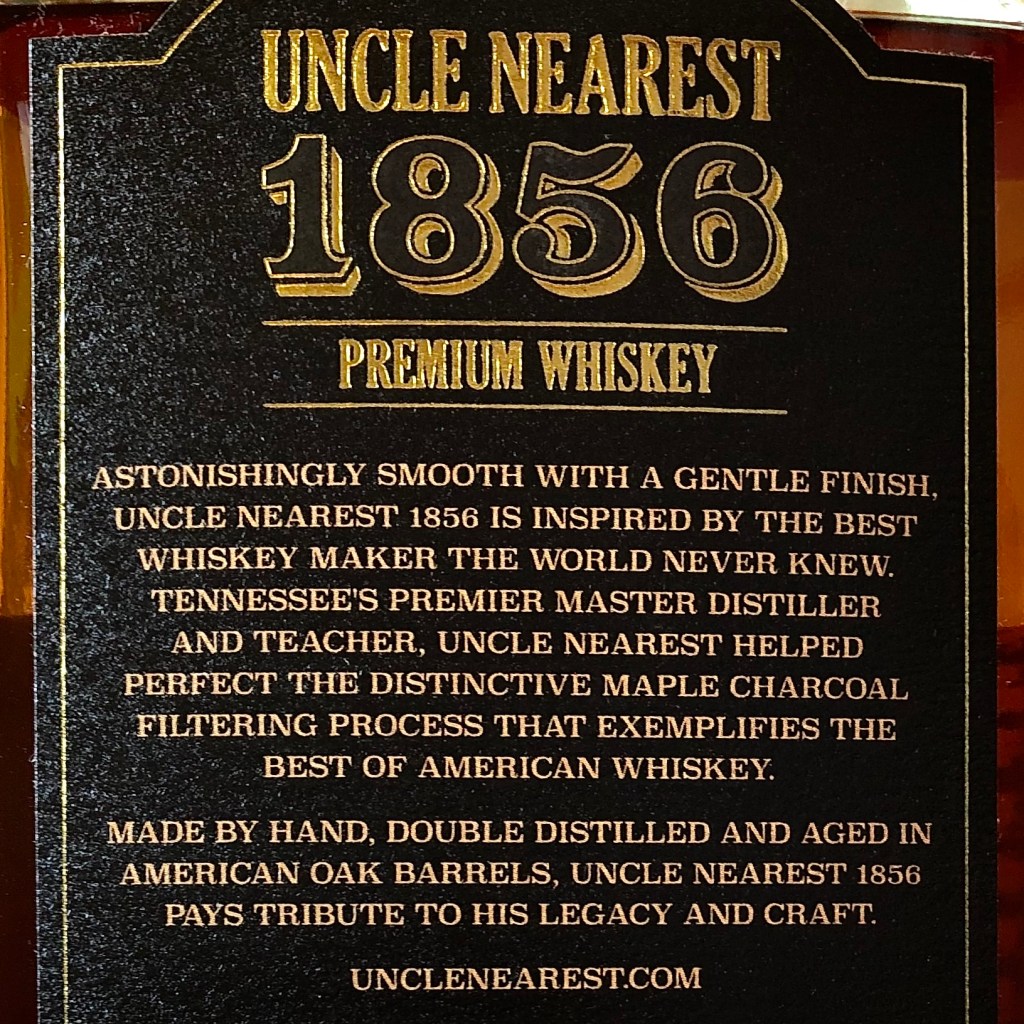 UNCLE NEAREST
1856
PREMIUM WHISKEY
ASTONISHINGLY SMOOTH WITH A GENTLE FINISH,
UNCLE NEAREST 1856 IS INSPIRED BY THE BEST
WHISKEY MAKER THE WORLD NEVER KNEW.
TENNESSEE'S PREMIER MASTER DISTILLER
AND TEACHER, UNCLE NEAREST HELPED
PERFECT THE DISTINCTIVE MAPLE CHARCOAL
FILTERING PROCESS THAT EXEMPLIFIES THE
BEST OF AMERICAN WHISKEY.
MADE BY HAND, DOUBLE DISTILLED AND AGED IN
AMERICAN OAK BARRELS, UNCLE NEAREST 1856
PAYS TRIBUTE TO HIS LEGACY AND CRAFT.
UNCLENEAREST.COM